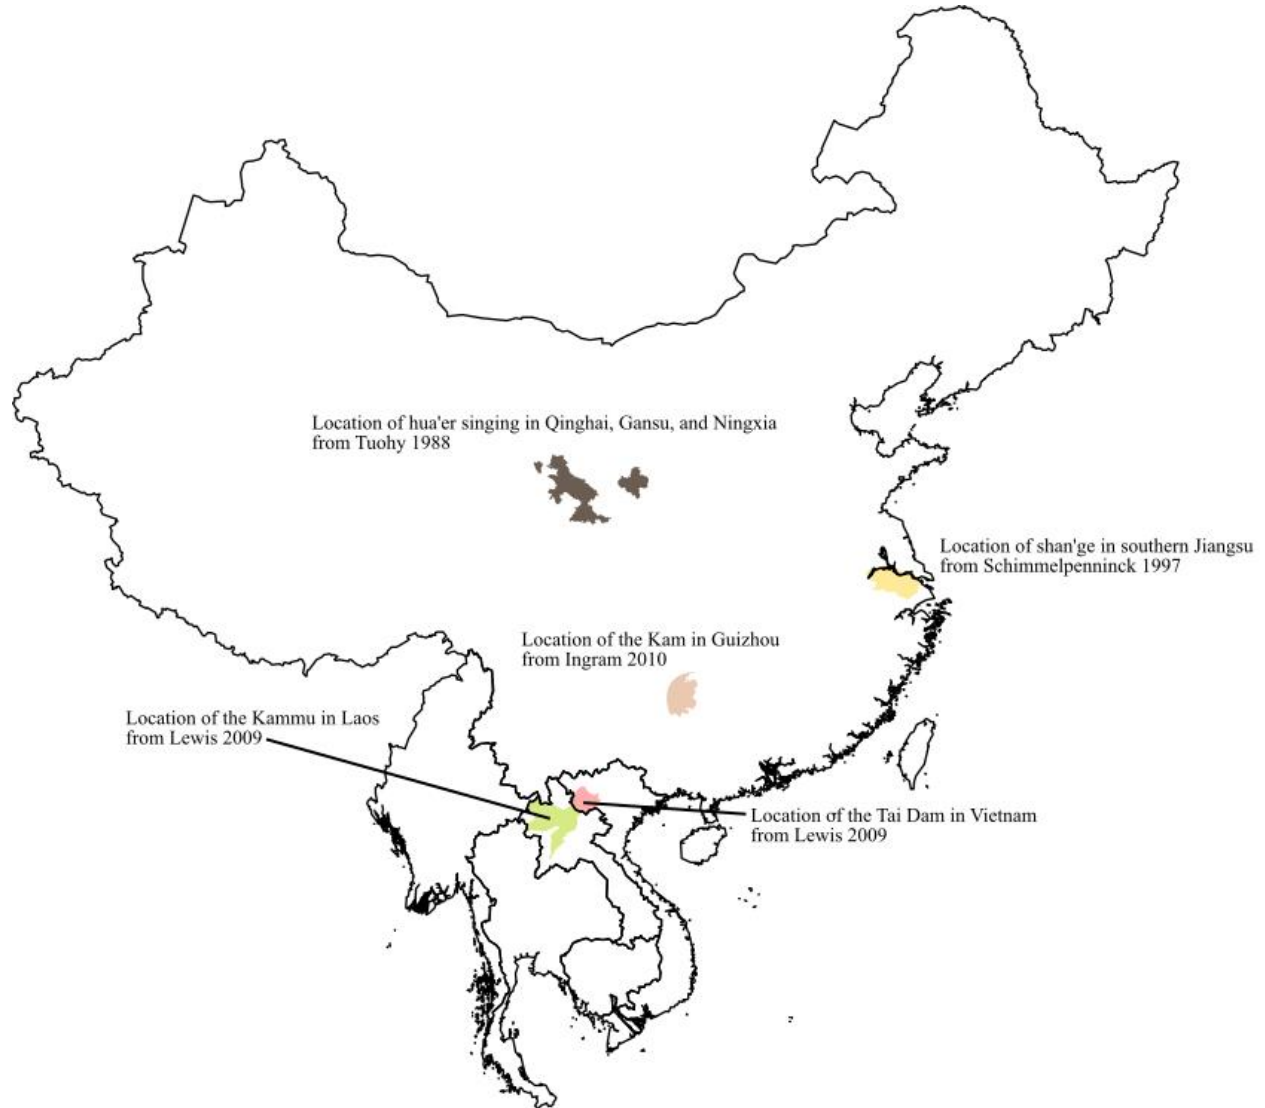 Location of hua'er singing in Qinghai, Gansu, and Ningxia
from Tuohy 1988
Location of shan'ge in southern Jiangsu
from Schimmelpenninck 1997
Location of the Kam in Guizhou
from Ingram 2010
Location of the Kammu in Laos
from Lewis 2009
Location of the Tai Dam in Vietnam
from Lewis 2009